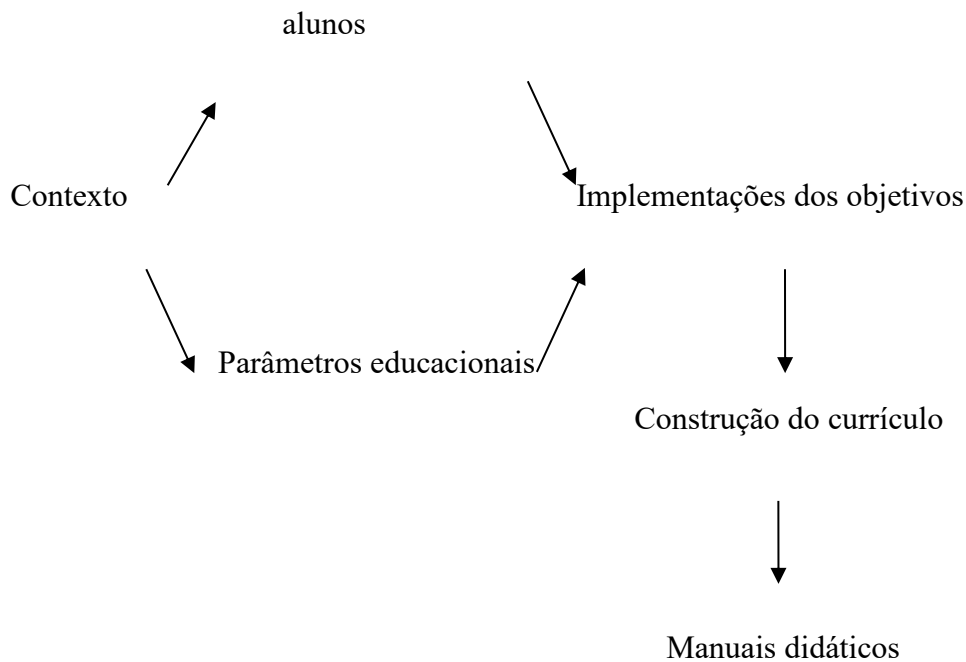 alunos
Contexto
Implementações dos objetivos
Parâmetros educacionais
Construção do currículo
Manuais didáticos